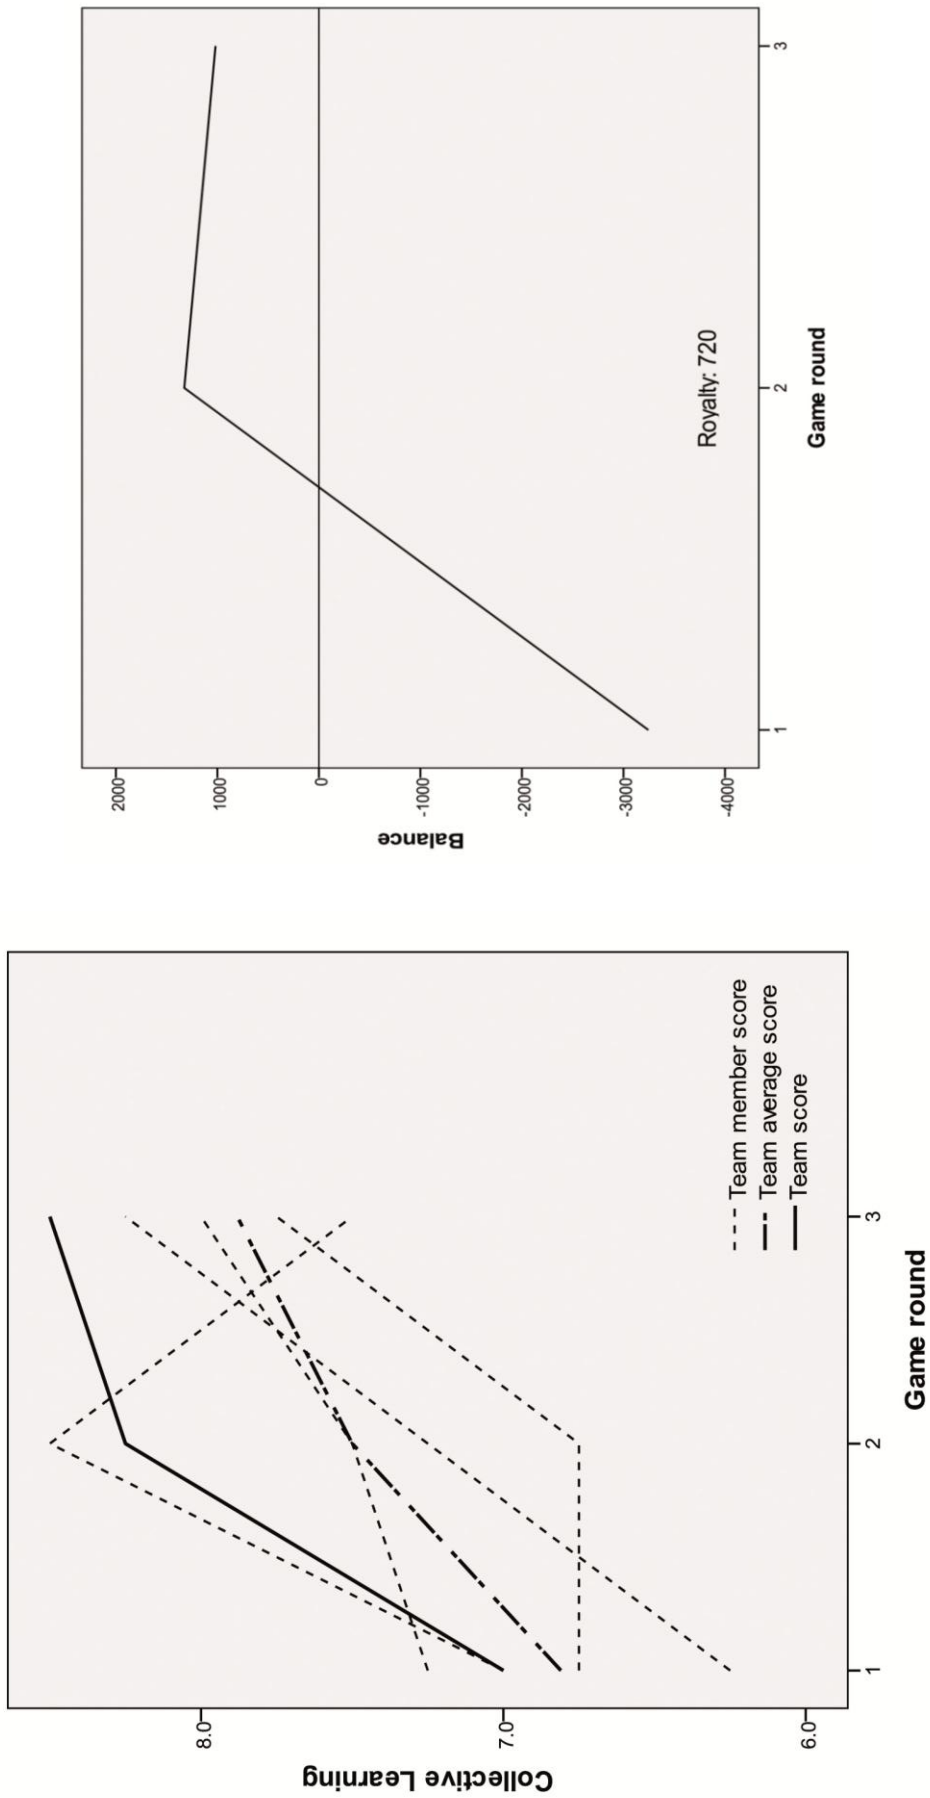 Collective Learning
8.0
7.0
6.0
1
2
3
Game round
Team member score
Team average score
Team score
Balance
2000
1000
0
-1000
-2000
-3000
-4000
1
2
3
Game round
Royalty: 720